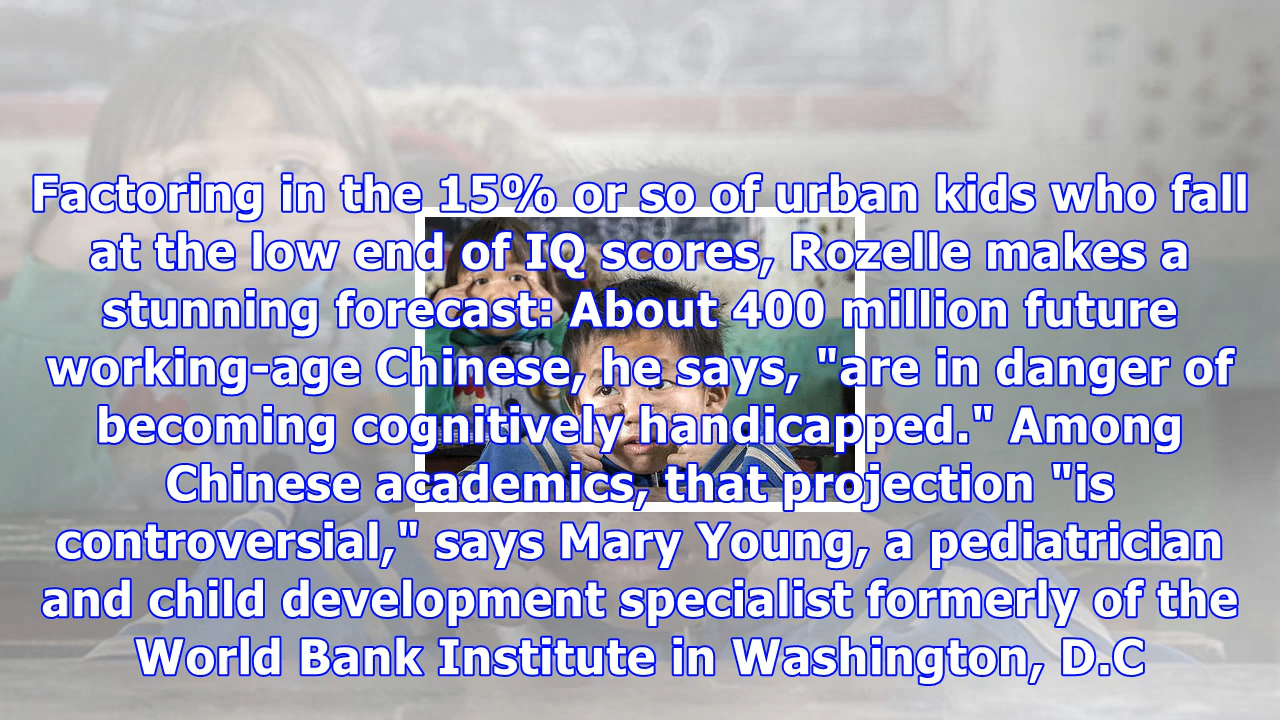 Factoring in the 15% or so of urban kids who fall
at the low end of IQ scores, Rozelle makes a
stunning forecast: About 400 million future
working-age Chinese, he says, "are in danger of
becoming cognitively handicapped." Among
Chinese academics, that projection "is
controversial," says Mary Young, a pediatrician
and child development specialist formerly of the
World Bank Institute in Washington, D.C